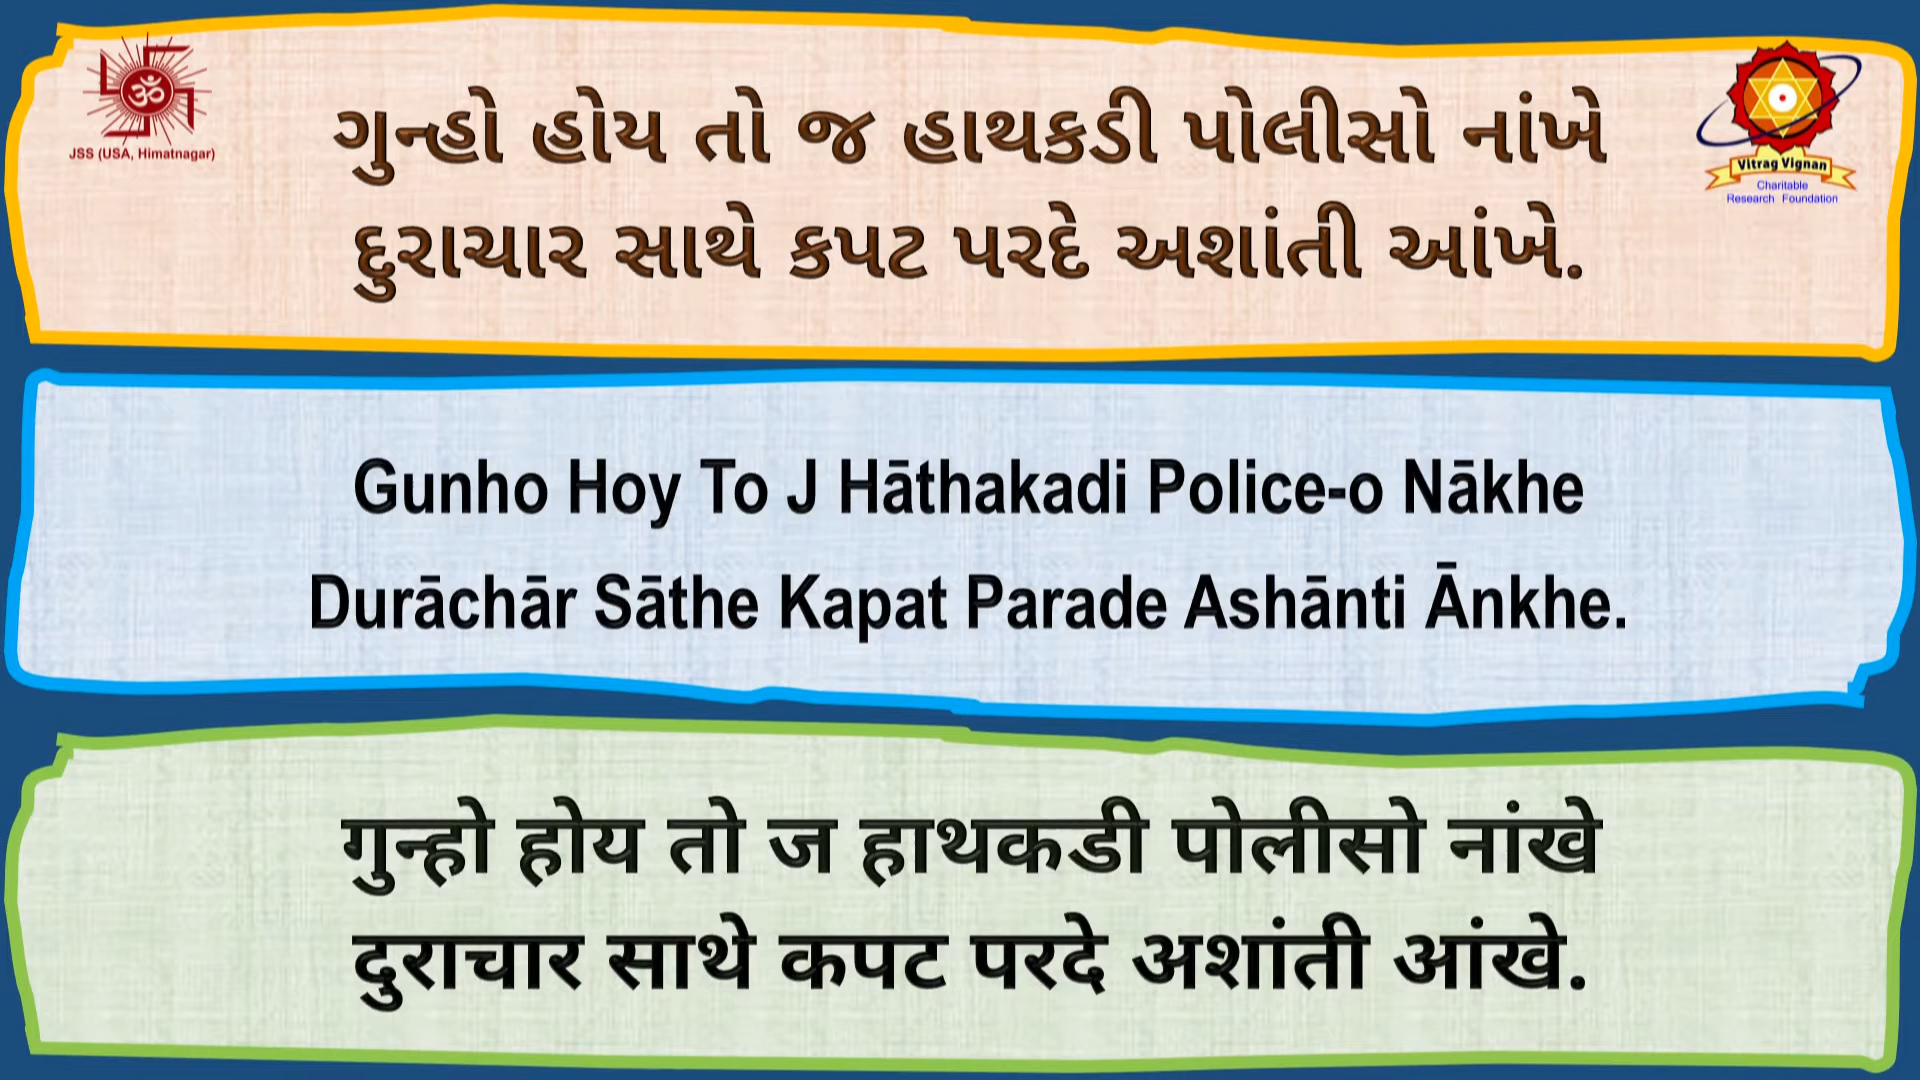 ॐ
JSS (USA, Himatnagar)
ગુન્હો હોય તો જ હાથકડી પોલીસો નાંખે
દુરાચાર સાથે કપટ પરદે અશાંતી આંખે.
Vitrag Vignan
Charitable
Research Foundation
Gunho Hoy To J Hāthakadi Police-o Nākhe
Durāchār Sāthe Kapat Parade Ashānti Ānkhe.
गुन्हो होय तो ज हाथकडी पोलीसो नांखे
दुराचार साथे कपट परदे अशांती आंखे.